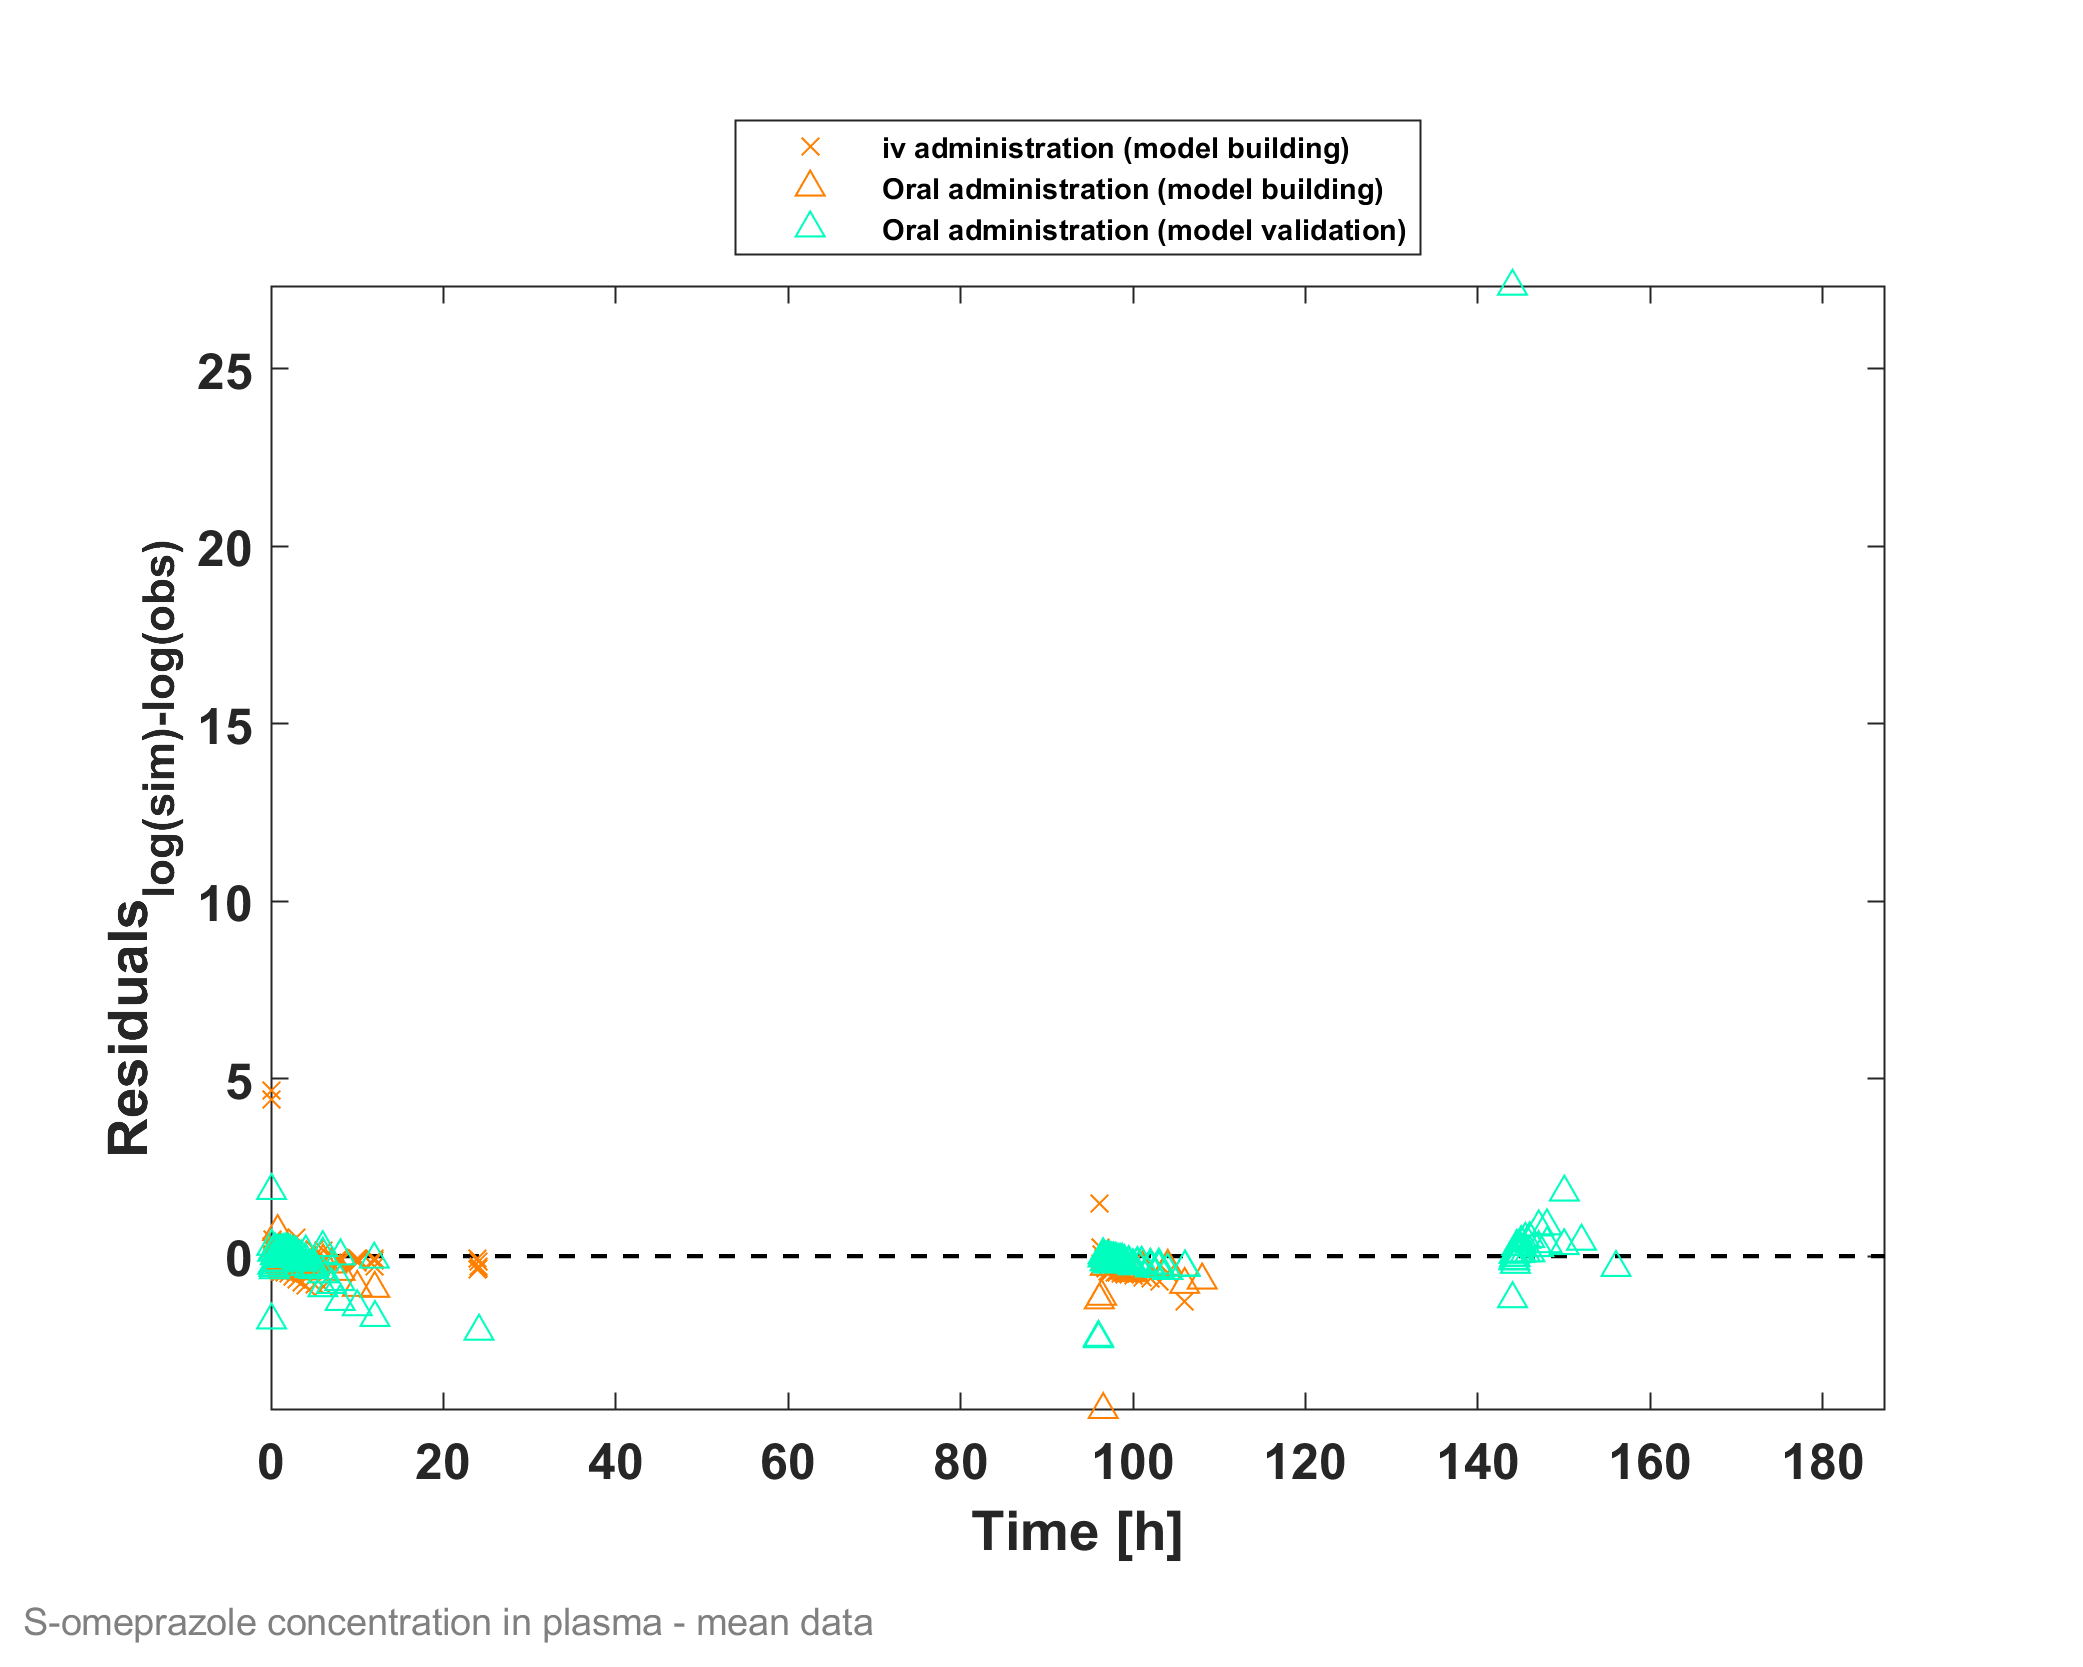 iv administration (model building)
Oral administration (model building)
Oral administration (model validation)
25
20
15
10
5
0
Residuals log(sim)-log(obs)
0 20 40 60 80 100 120 140 160 180
Time [h]
S-omeprazole concentration in plasma - mean data